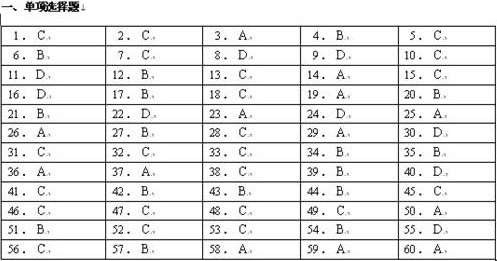 一、单项选择题
1. C 2. C 3. A 4. B 5. C
6. B 7. C 8. D 9. D 10. C
11. D 12. B 13. C 14. A 15. C
16. D 17. B 18. C 19. A 20. B
21. B 22. D 23. A 24. D 25. A
26. A 27. B 28. C 29. A 30. D
31. C 32. C 33. C 34. B 35. B
36. A 37. A 38. C 39. B 40. D
41. C 42. B 43. B 44. B 45. C
46. C 47. C 48. C 49. C 50. A
51. B 52. C 53. C 54. B 55. D
56. C 57. B 58. A 59. A 60. A